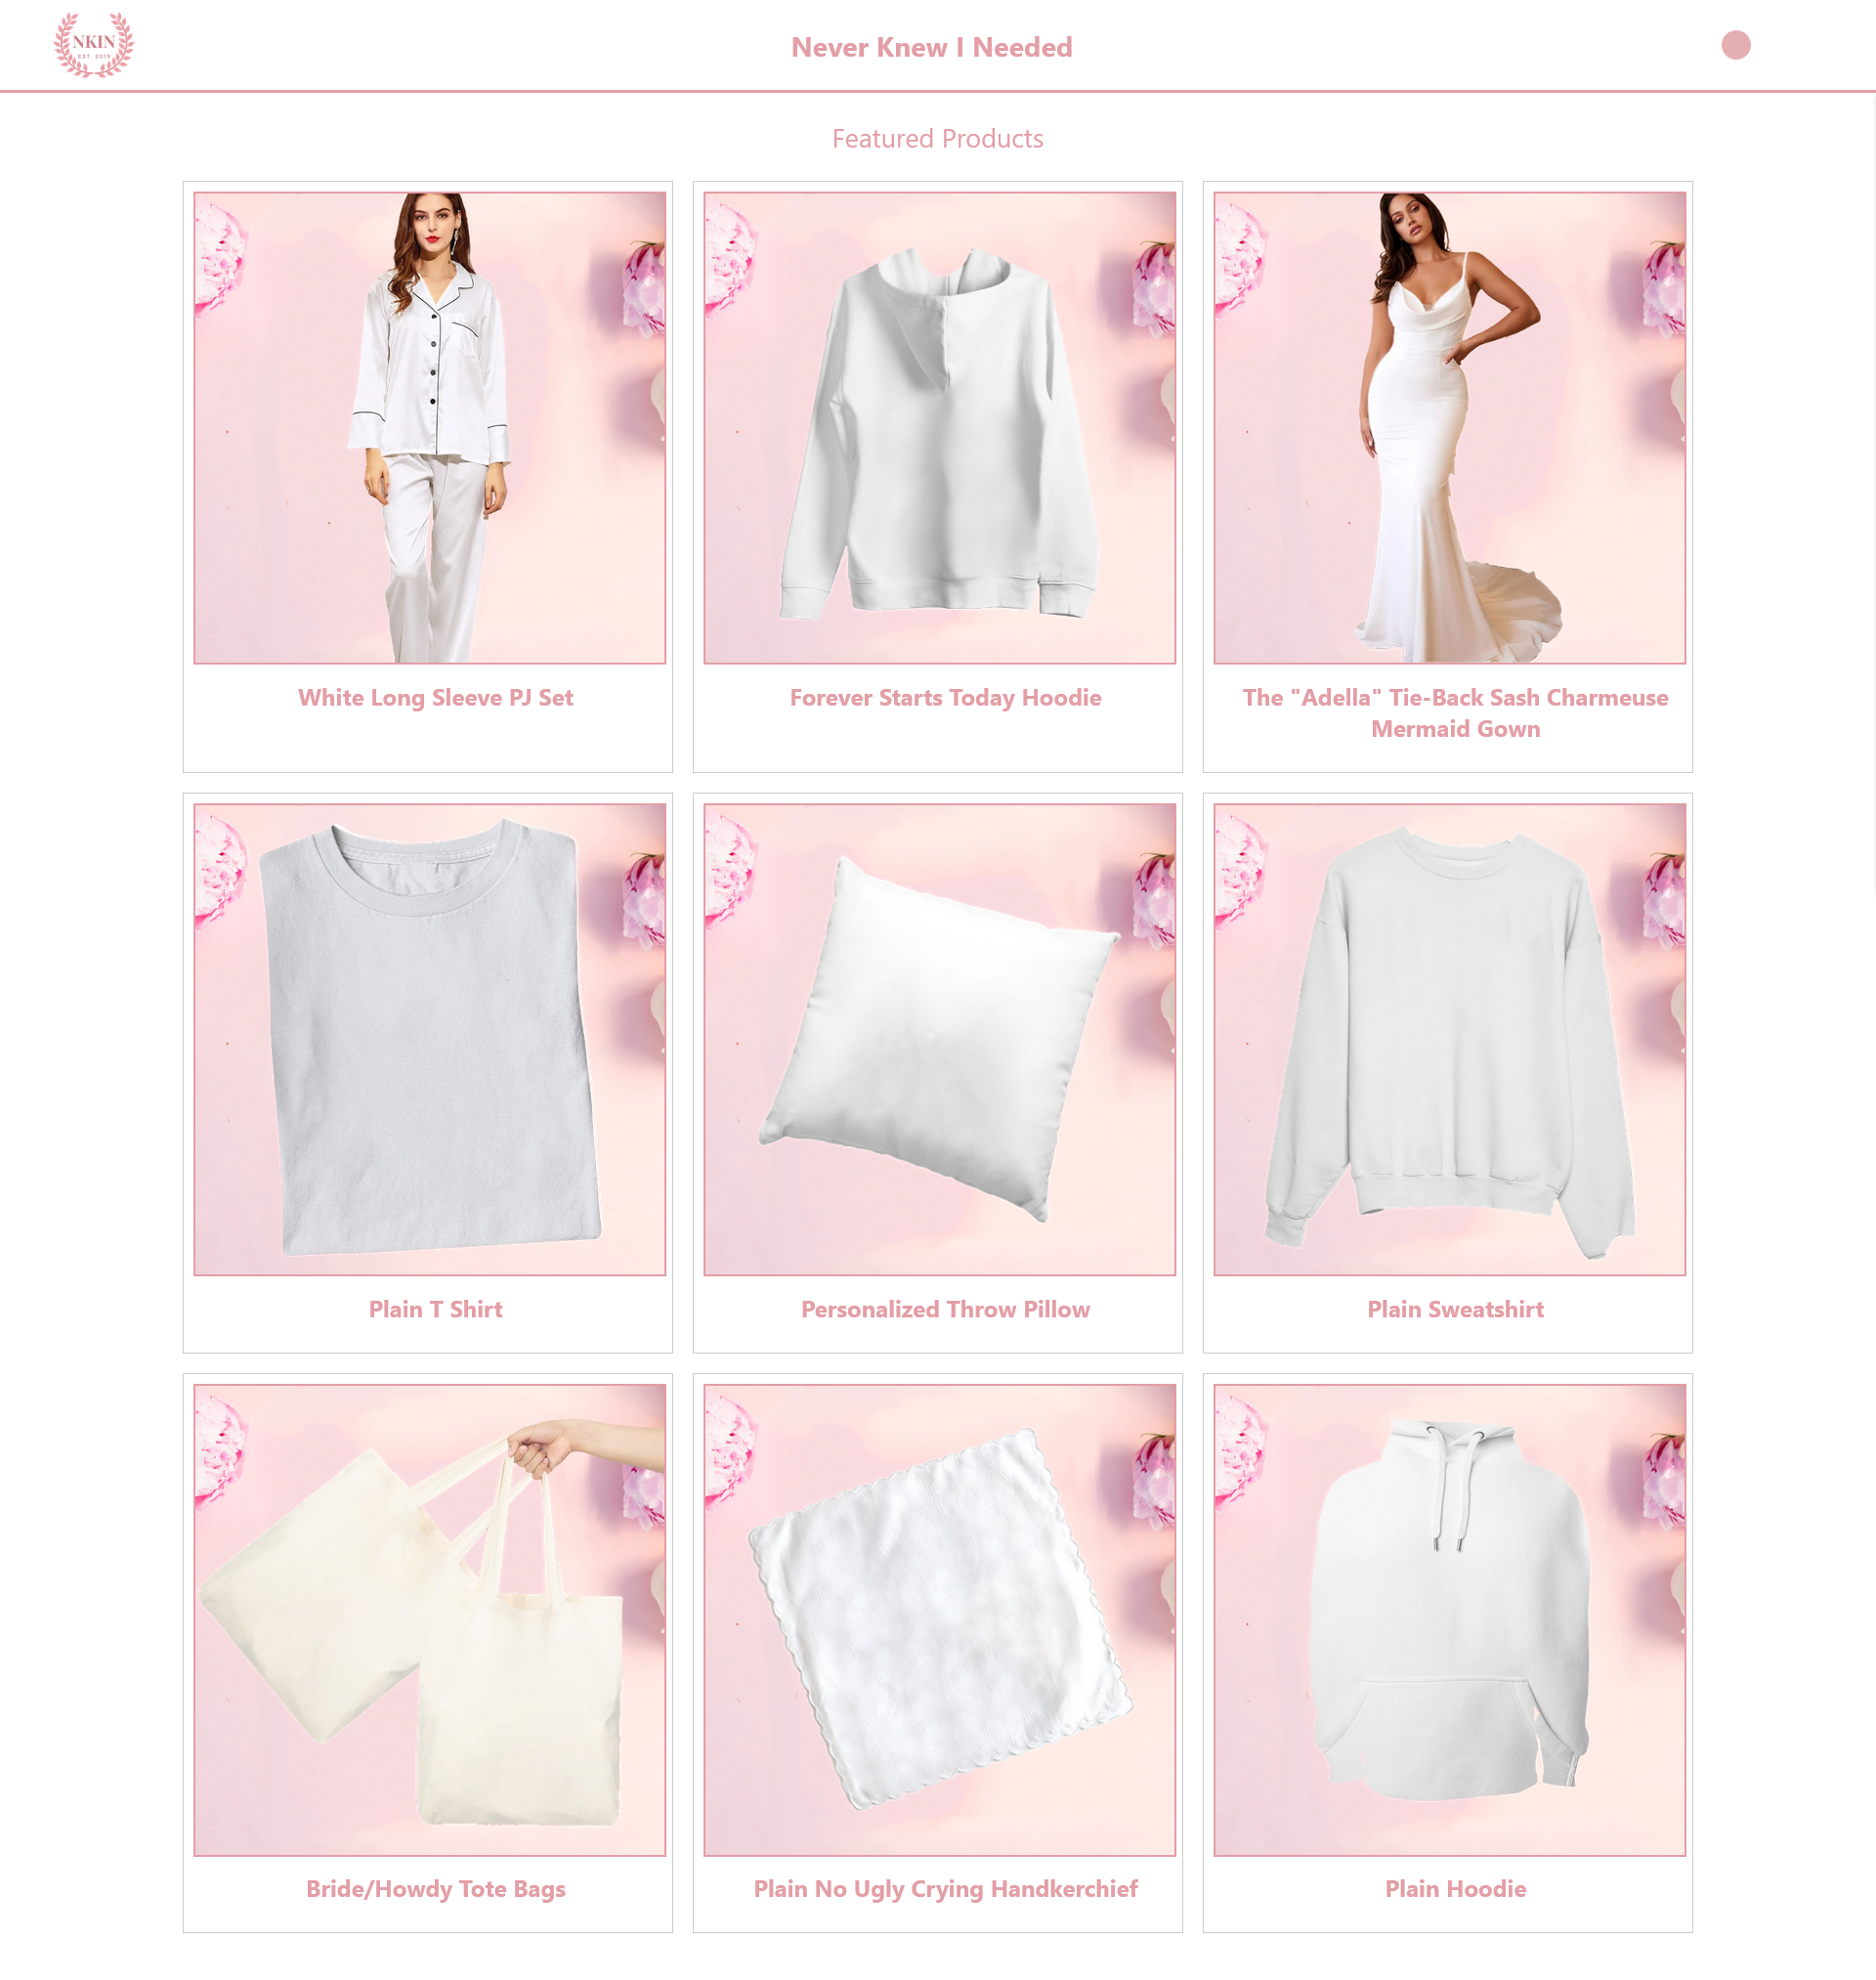 NKIN
EST. 2019
Never Knew I Needed
Featured Products
White Long Sleeve PJ Set
Forever Starts Today Hoodie
The "Adella" Tie-Back Sash Charmeuse
Mermaid Gown
Plain T Shirt
Personalized Throw Pillow
Plain Sweatshirt
Bride/Howdy Tote Bags
Plain No Ugly Crying Handkerchief
Plain Hoodie